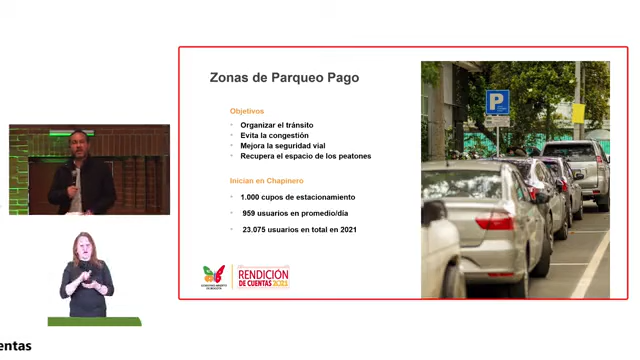 Zonas de Parqueo Pago
Objetivos
• Organizar el tránsito
• Evita la congestión
• Mejora la seguridad vial
• Recupera el espacio de los peatones
Inician en Chapinero
• 1.000 cupos de estacionamiento
• 959 usuarios en promedio/día
• 23.075 usuarios en total en 2021
P
RENDICIÓN
DE CUENTAS 2021
entas